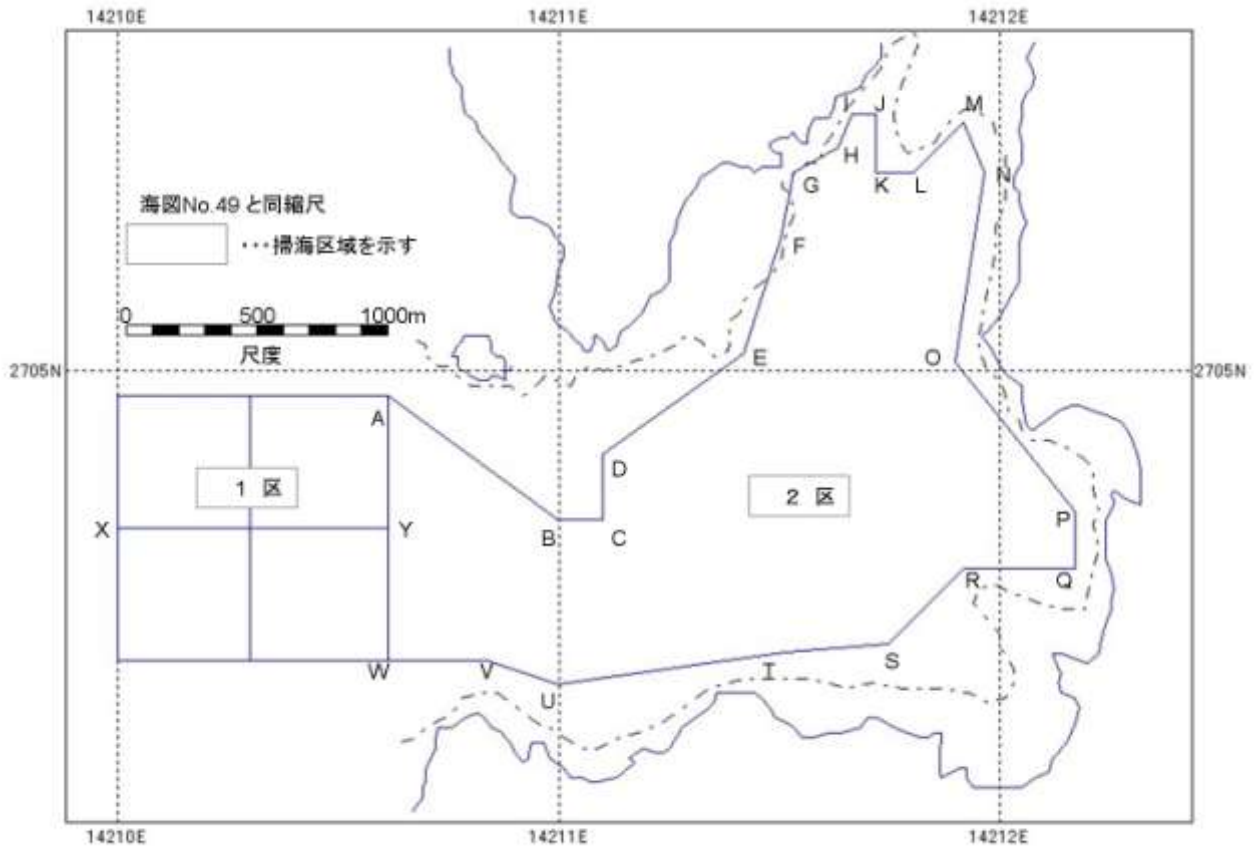 14210E 14211E 14212E
I J M
H
G K L N
海図No.49 と同縮尺
・・・掃海区域を示す
F
0 500 1000m
尺度
E O
2705N 2705N
A
D
1 区 2 区
X Y B C P
R Q
W V T S
U
14210E 14211E 14212E